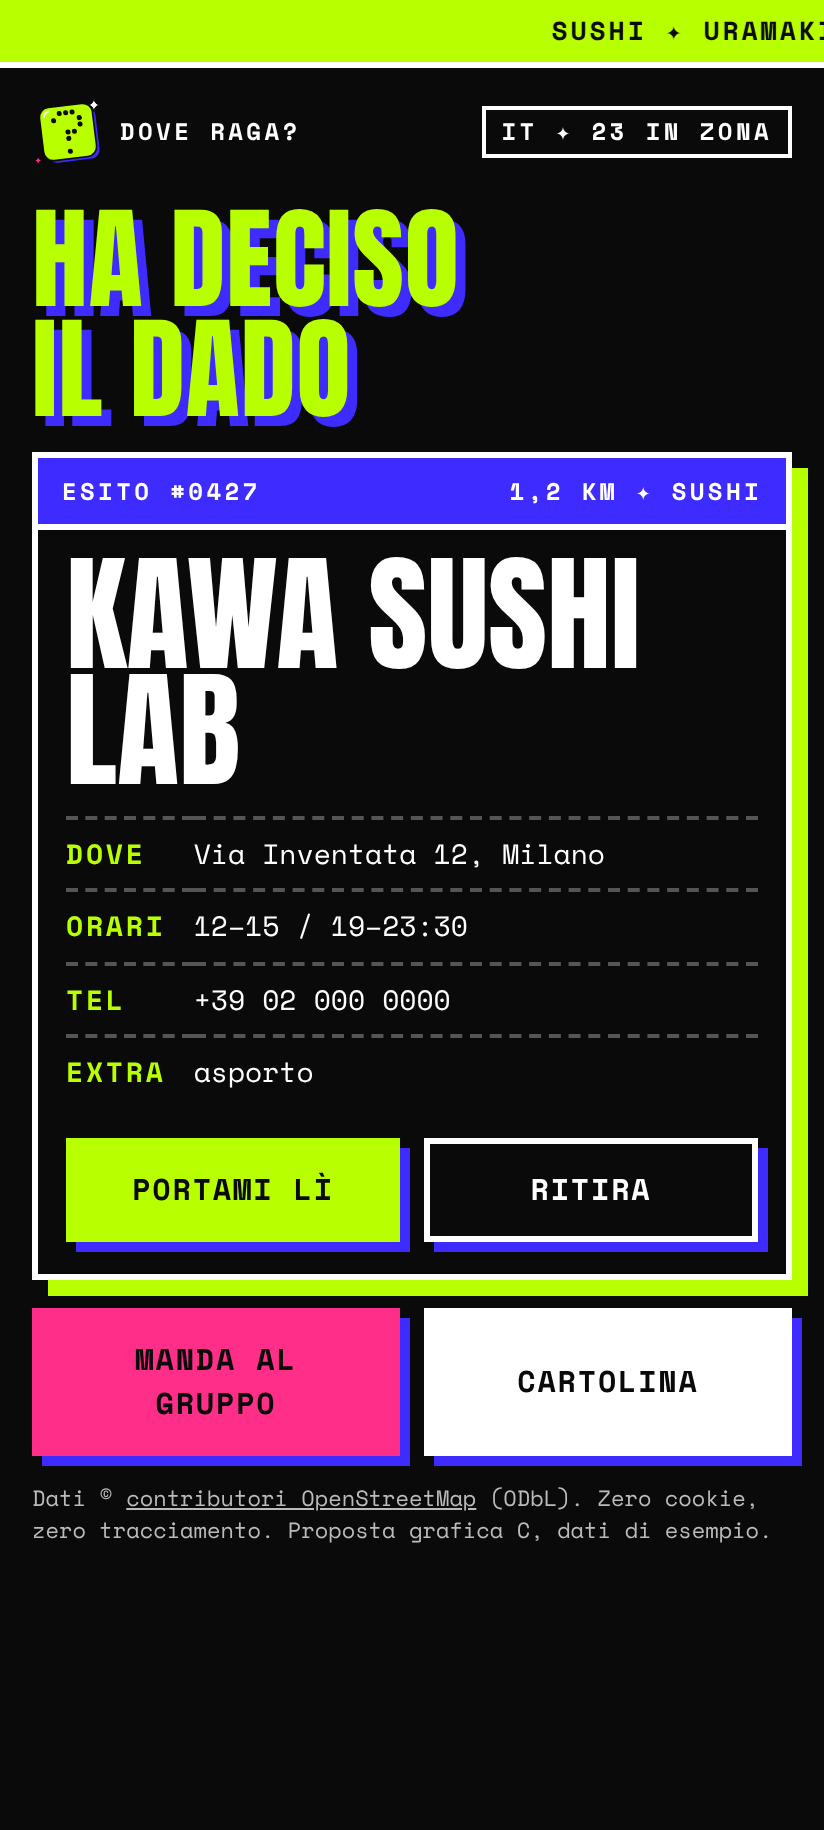 SUSHI ✦ URAMAKI
DOVE RAGA?
IT ✦ 23 IN ZONA
HA DECISO
IL DADO
ESITO #0427
1,2 KM ✦ SUSHI
KAWA SUSHI
LAB
DOVE Via Inventata 12, Milano
ORARI 12–15 / 19–23:30
TEL +39 02 000 0000
EXTRA asporto
PORTAMI LÌ
RITIRA
MANDA AL
GRUPPO
CARTOLINA
Dati © contributori OpenStreetMap (ODbL). Zero cookie,
zero tracciamento. Proposta grafica C, dati di esempio.